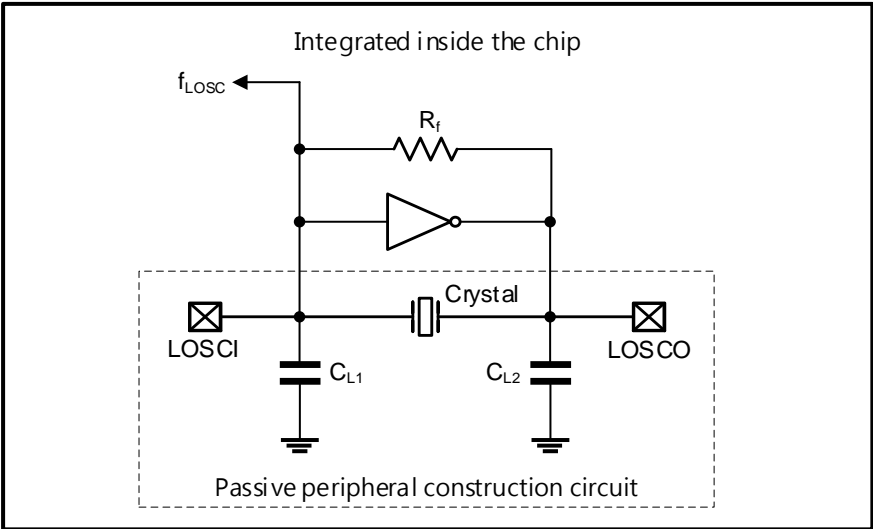 Integrated inside the chip
fLOSC
Rf
Crystal
LOSCI
LOSCO
CL1
CL2
Passive peripheral construction circuit